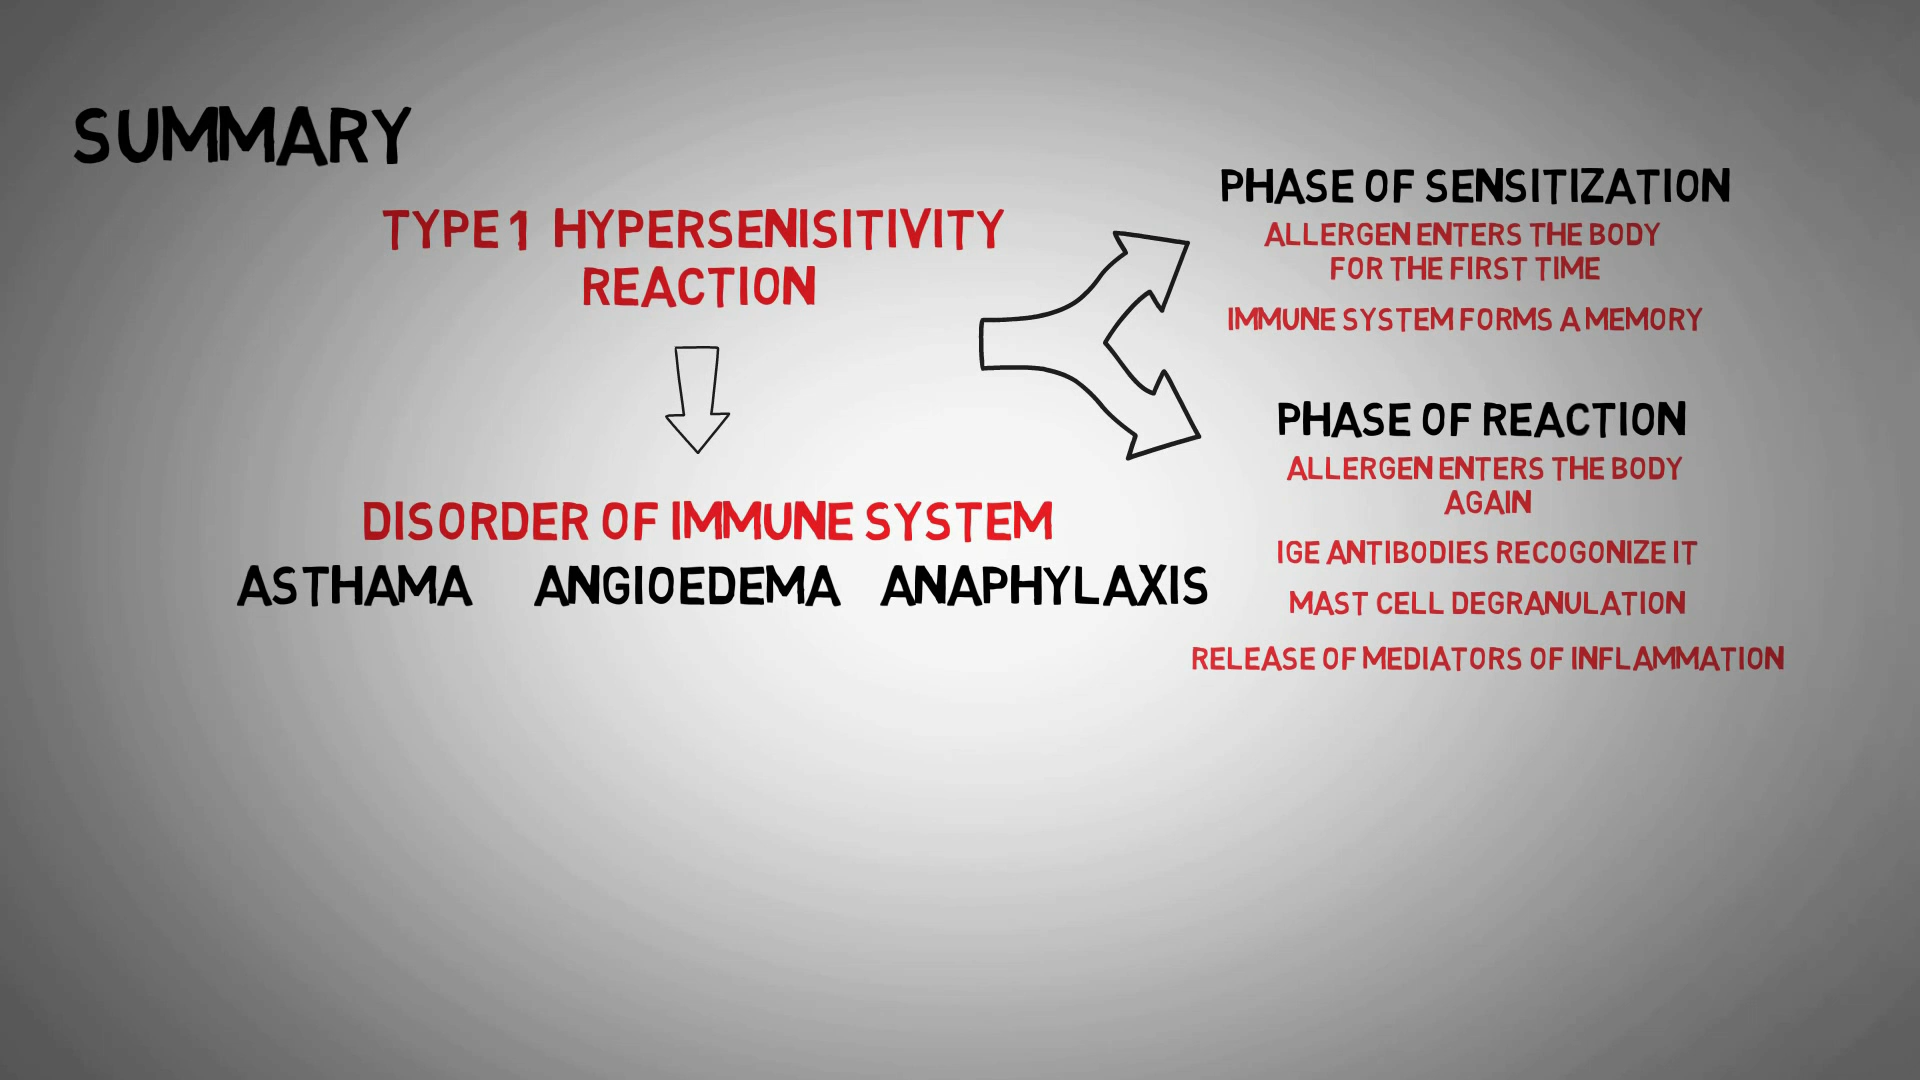 SUMMARY
TYPE 1 HYPERSENISITIVITY
REACTION
DISORDER OF IMMUNE SYSTEM
ASTHAMA ANGIOEDEMA ANAPHYLAXIS
PHASE OF SENSITIZATION
ALLERGEN ENTERS THE BODY
FOR THE FIRST TIME
IMMUNE SYSTEM FORMS A MEMORY
PHASE OF REACTION
ALLERGEN ENTERS THE BODY
AGAIN
IGE ANTIBODIES RECOGONIZE IT
MAST CELL DEGRANULATION
RELEASE OF MEDIATORS OF INFLAMMATION